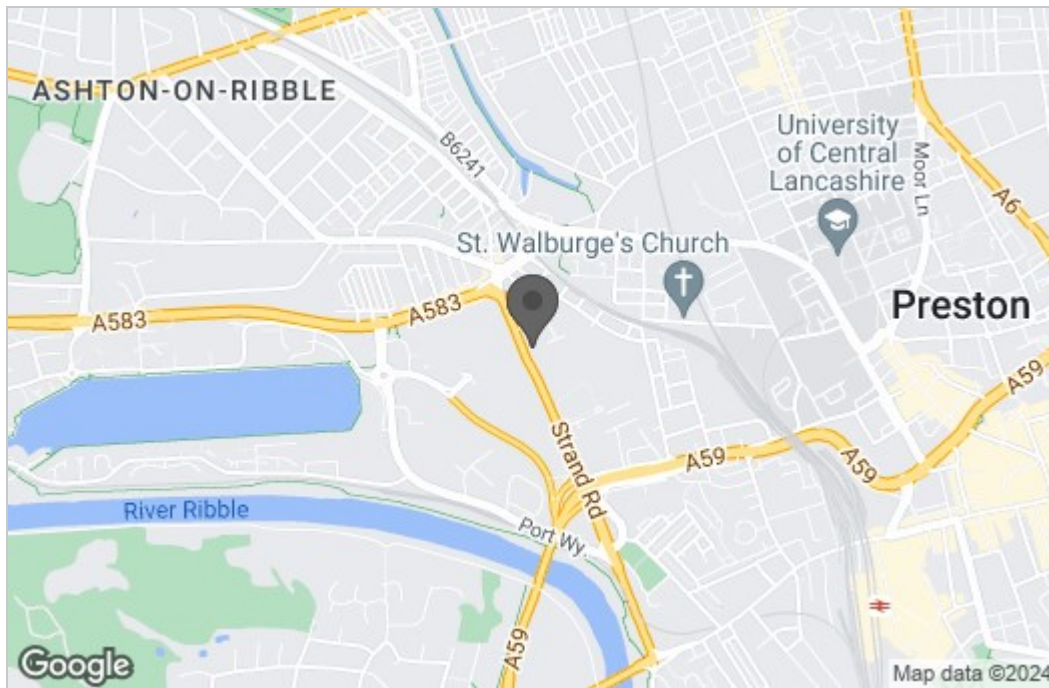 ASHTON-ON-RIBBLE
B6241
University
of Central
Lancashire
Moor Ln
A6
St. Walburge's Church
Preston
A583
A583
A59
Strand Rd
A59
A59
River Ribble
Port Wy.
A59
Google
Map data ©2024